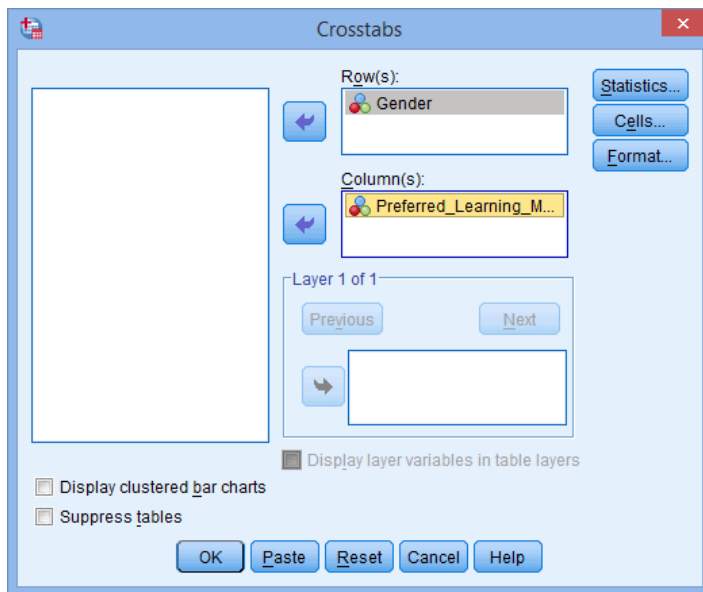 Crosstabs
Row(s):
Gender
Statistics...
Cells...
Format...
Column(s):
Preferred_Learning_M...
Layer 1 of 1
Previous
Next
Display layer variables in table layers
Display clustered bar charts
Suppress tables
OK Paste Reset Cancel Help